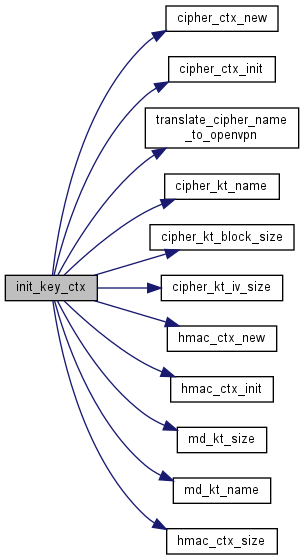 cipher_ctx_new
cipher_ctx_init
translate_cipher_name
_to_openvpn
cipher_kt_name
cipher_kt_block_size
init_key_ctx
cipher_kt_iv_size
hmac_ctx_new
hmac_ctx_init
md_kt_size
md_kt_name
hmac_ctx_size